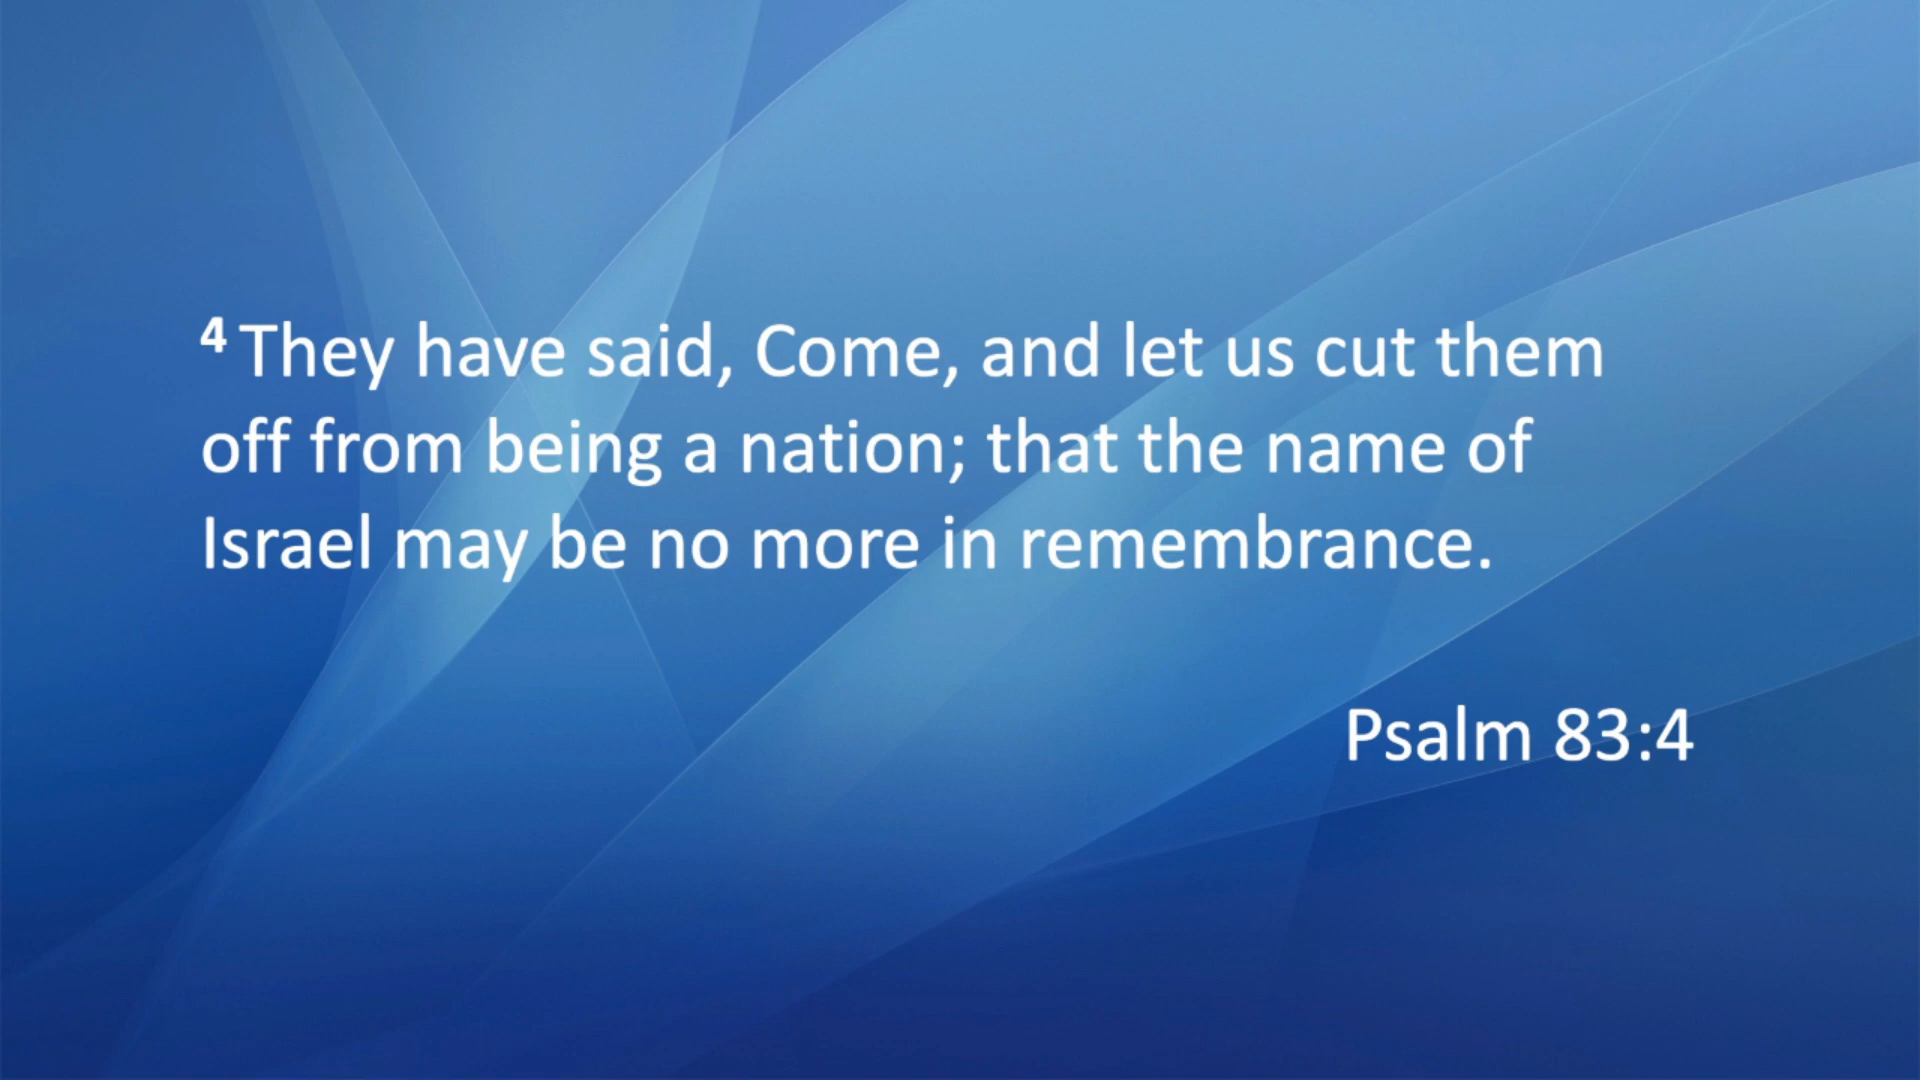 4 They have said, Come, and let us cut them
off from being a nation; that the name of
Israel may be no more in remembrance.
Psalm 83:4